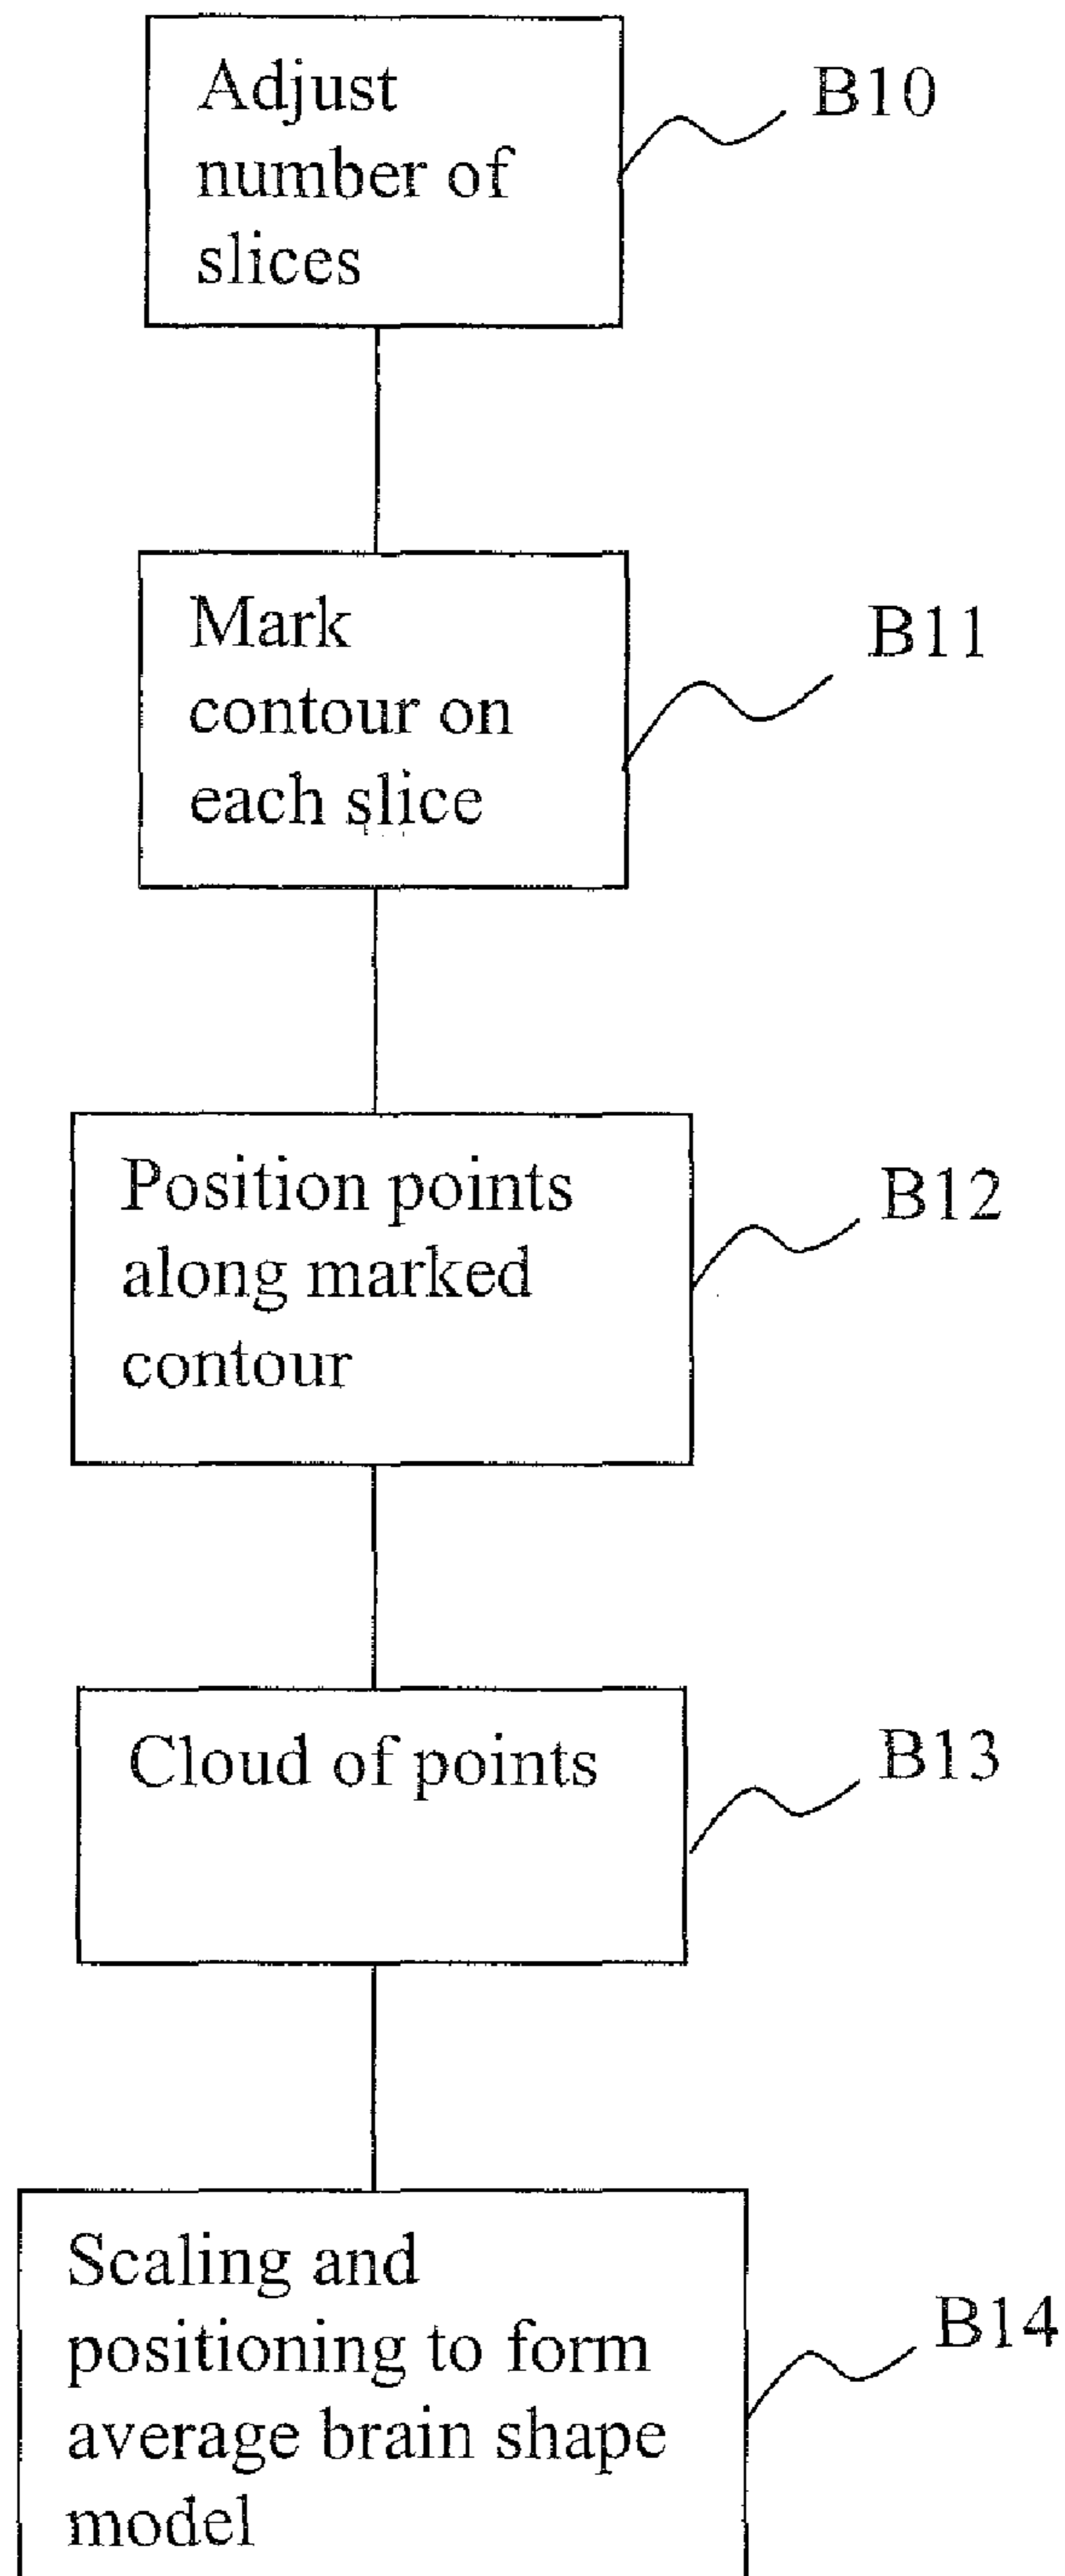 Adjust
number of
slices
B10
Mark
contour on
each slice
B11
Position points
along marked
contour
B12
Cloud of points
B13
Scaling and
positioning to form
average brain shape
model
B14